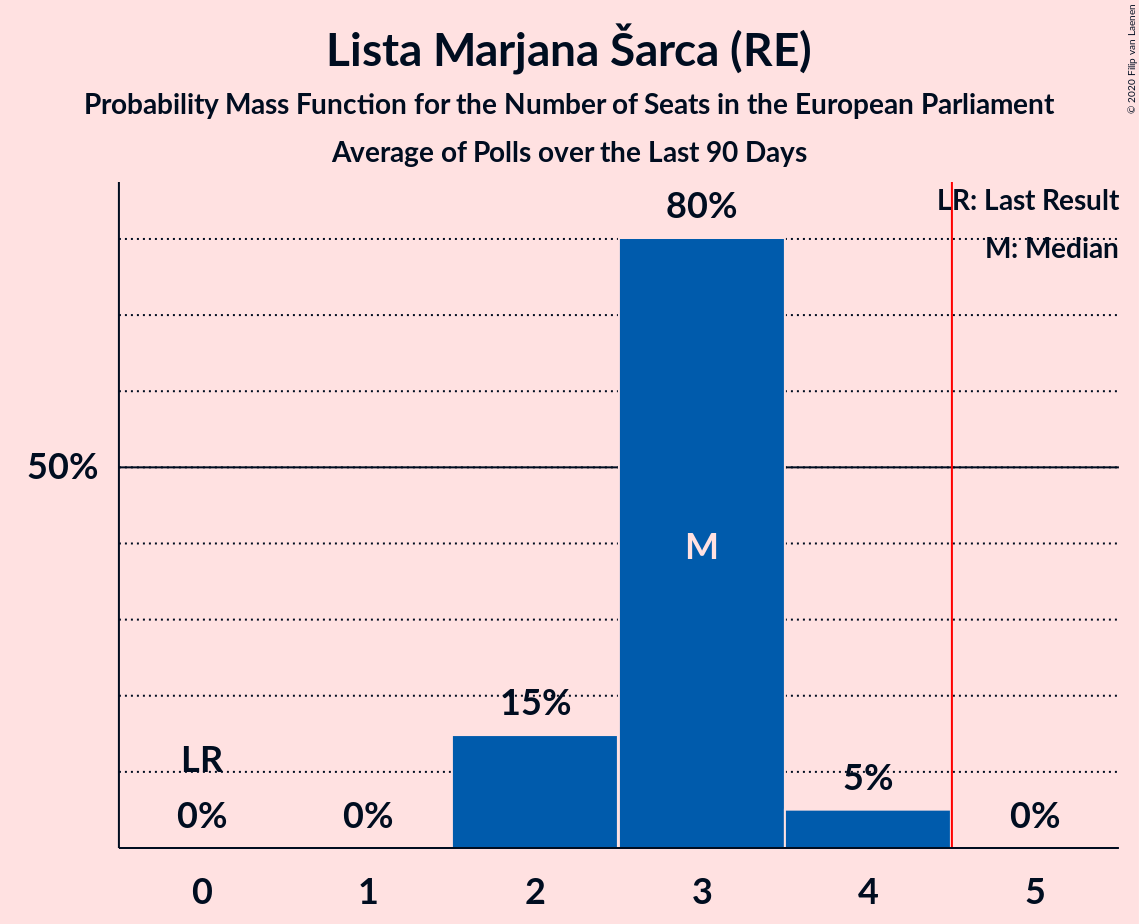 Lista Marjana Šarca (RE)
Probability Mass Function for the Number of Seats in the European Parliament
Average of Polls over the Last 90 Days
© 2020 Filip van Laenen
LR: Last Result
M: Median
80%
50%
M
15%
LR
5%
0%
0%
0%
0
1
2
3
4
5